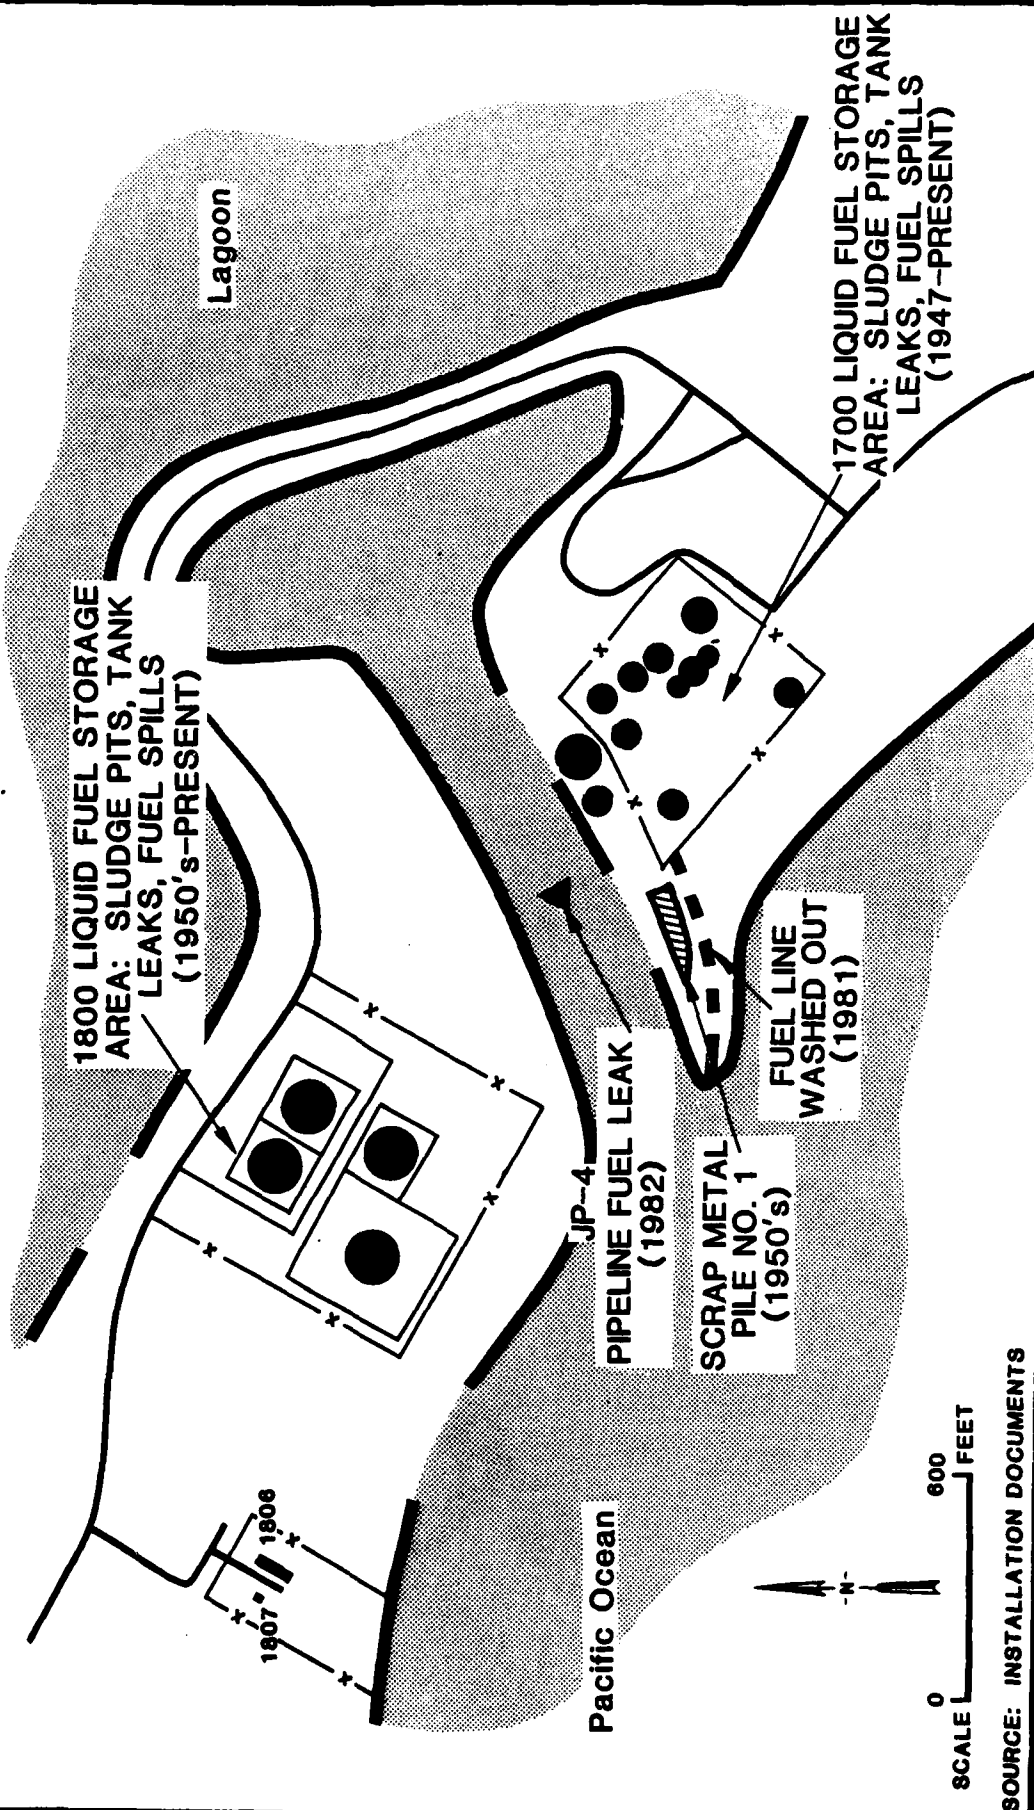 Lagoon
1800 LIQUID FUEL STORAGE
AREA: SLUDGE PITS, TANK
LEAKS, FUEL SPILLS
(1950's-PRESENT)
1700 LIQUID FUEL STORAGE
AREA: SLUDGE PITS, TANK
LEAKS, FUEL SPILLS
(1947-PRESENT)
1806
1807
JP-4
PIPELINE FUEL LEAK
(1982)
FUEL LINE
WASHED OUT
(1981)
SCRAP METAL
PILE NO. 1
(1950's)
Pacific Ocean
-N-
0 600
SCALE FEET
SOURCE: INSTALLATION DOCUMENTS